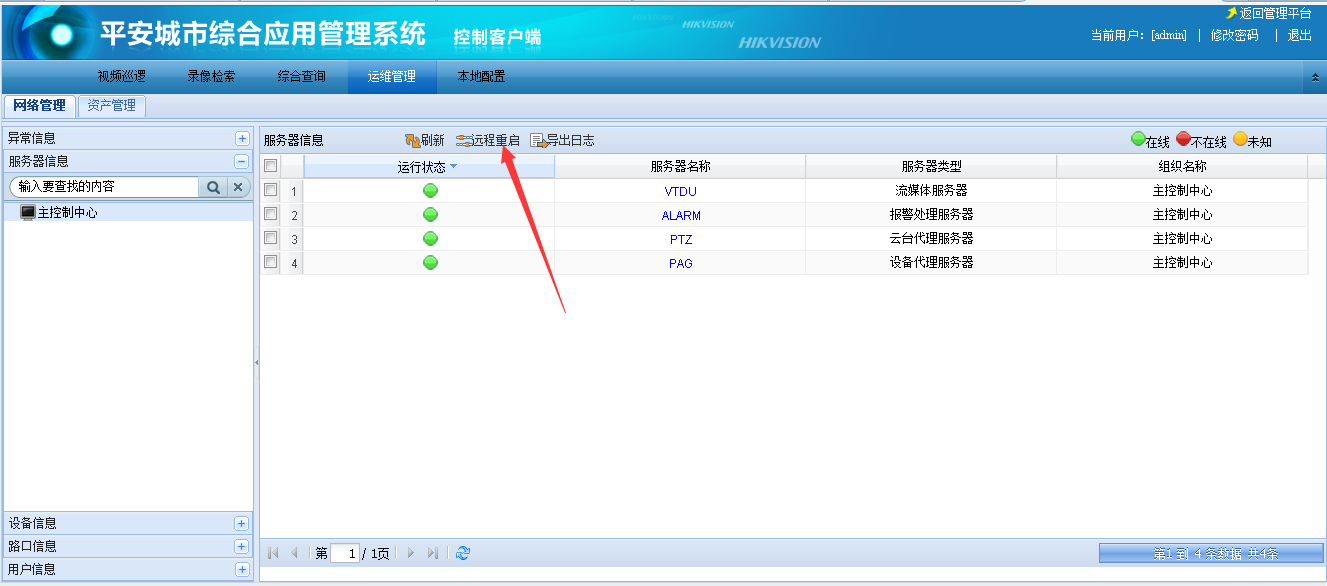 返回管理平台
平安城市综合应用管理系统 控制客户端 HIKVISION HIKVISION
当前用户：[admin] | 修改密码 | 退出
视频巡逻 录像检索 综合查询 运维管理 本地配置
网络管理 资产管理
异常信息
服务器信息
输入要查找的内容
主控制中心
设备信息
路口信息
用户信息
服务器信息 刷新 远程重启 导出日志 在线 不在线 未知
运行状态 服务器名称 服务器类型 组织名称
1 VTDU 流媒体服务器 主控制中心
2 ALARM 报警处理服务器 主控制中心
3 PTZ 云台代理服务器 主控制中心
4 PAG 设备代理服务器 主控制中心
第 1 / 1页
第1 到 4 条数据 共4条